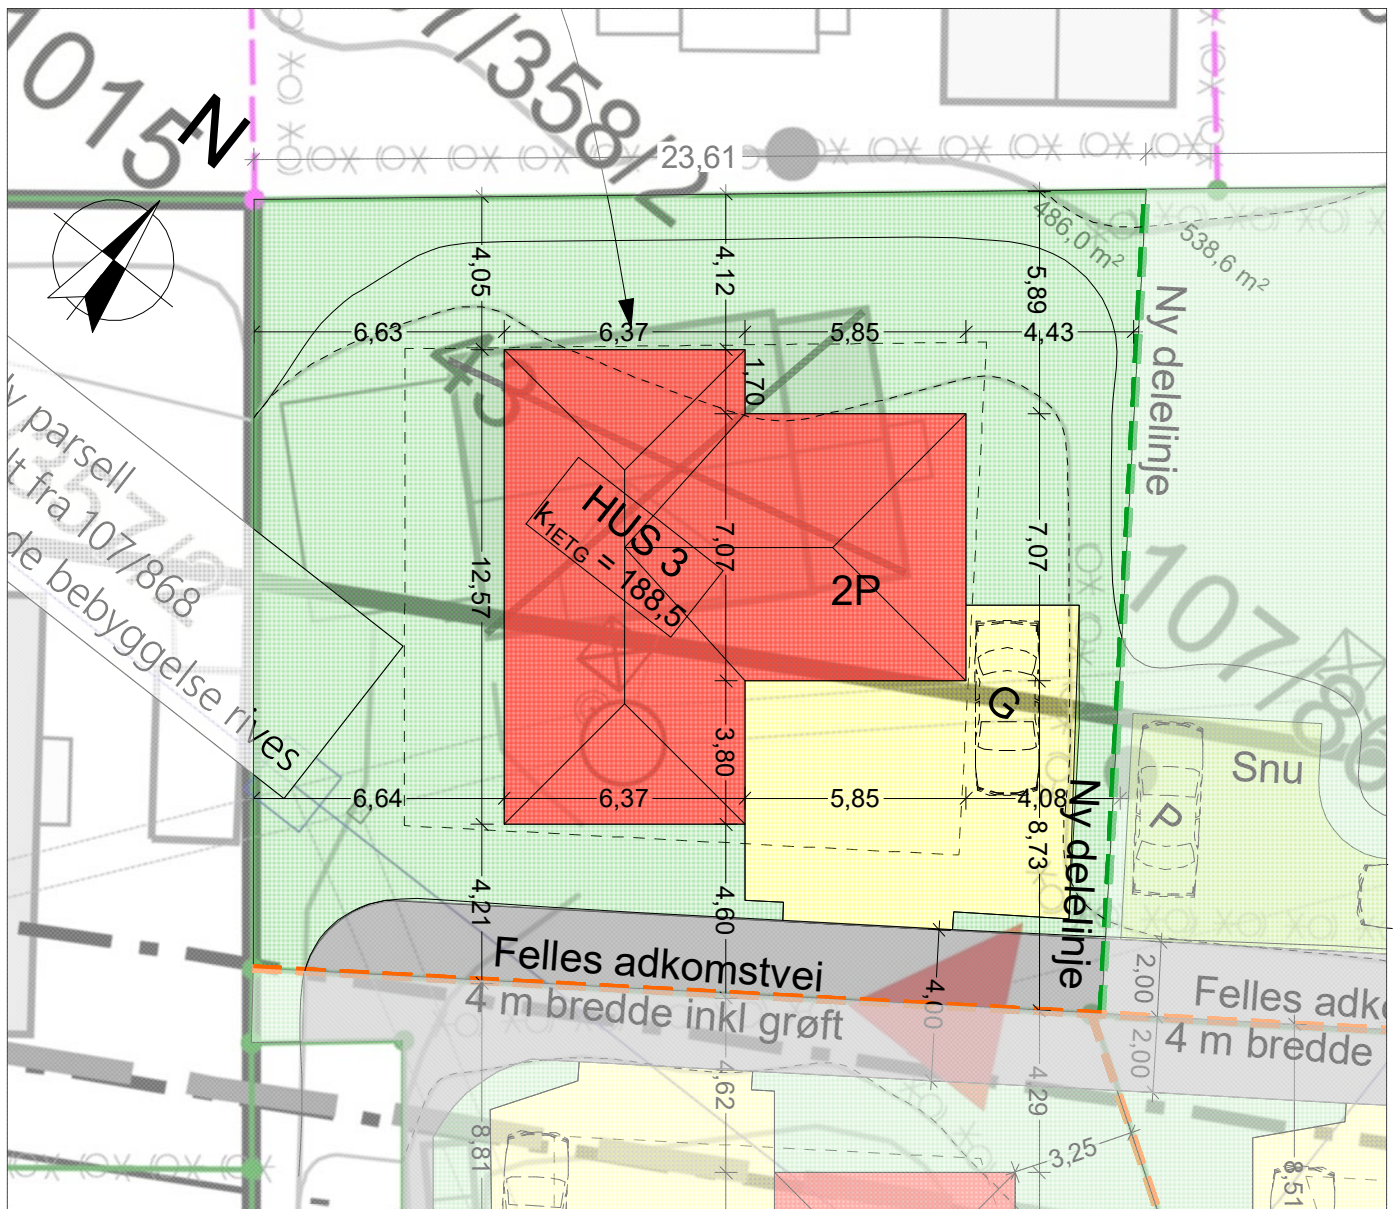 1015
N
107/358/2
23,61
486,0 m²
538,6 m²
4,05
4,12
5,89
6,63
6,37
5,85
4,43
Ny delelinje
43
1,70
parsell
lt fra 107/868
de bebyggelse rives
357/2
HUS 3
K1ETG = 188,5
7,07
7,07
12,57
2P
107/86
G
3,80
Snu
P
6,64
6,37
5,85
4,08
8,73
Ny delelinje
4,21
4,60
Felles adkomstvei
4 m bredde inkl grøft
4,00
2,00
Felles adk
4 m bredde
2,00
4,62
4,29
8,81
3,25
8,51